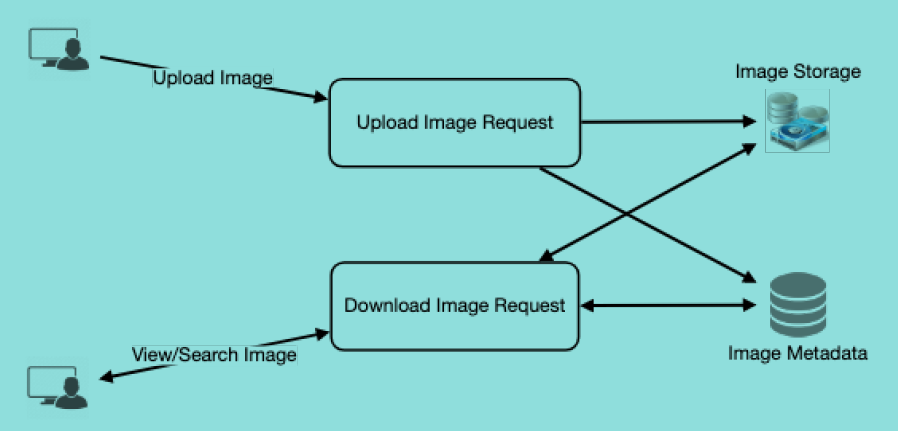 Upload Image
Upload Image Request
Image Storage
Download Image Request
View/Search Image
Image Metadata